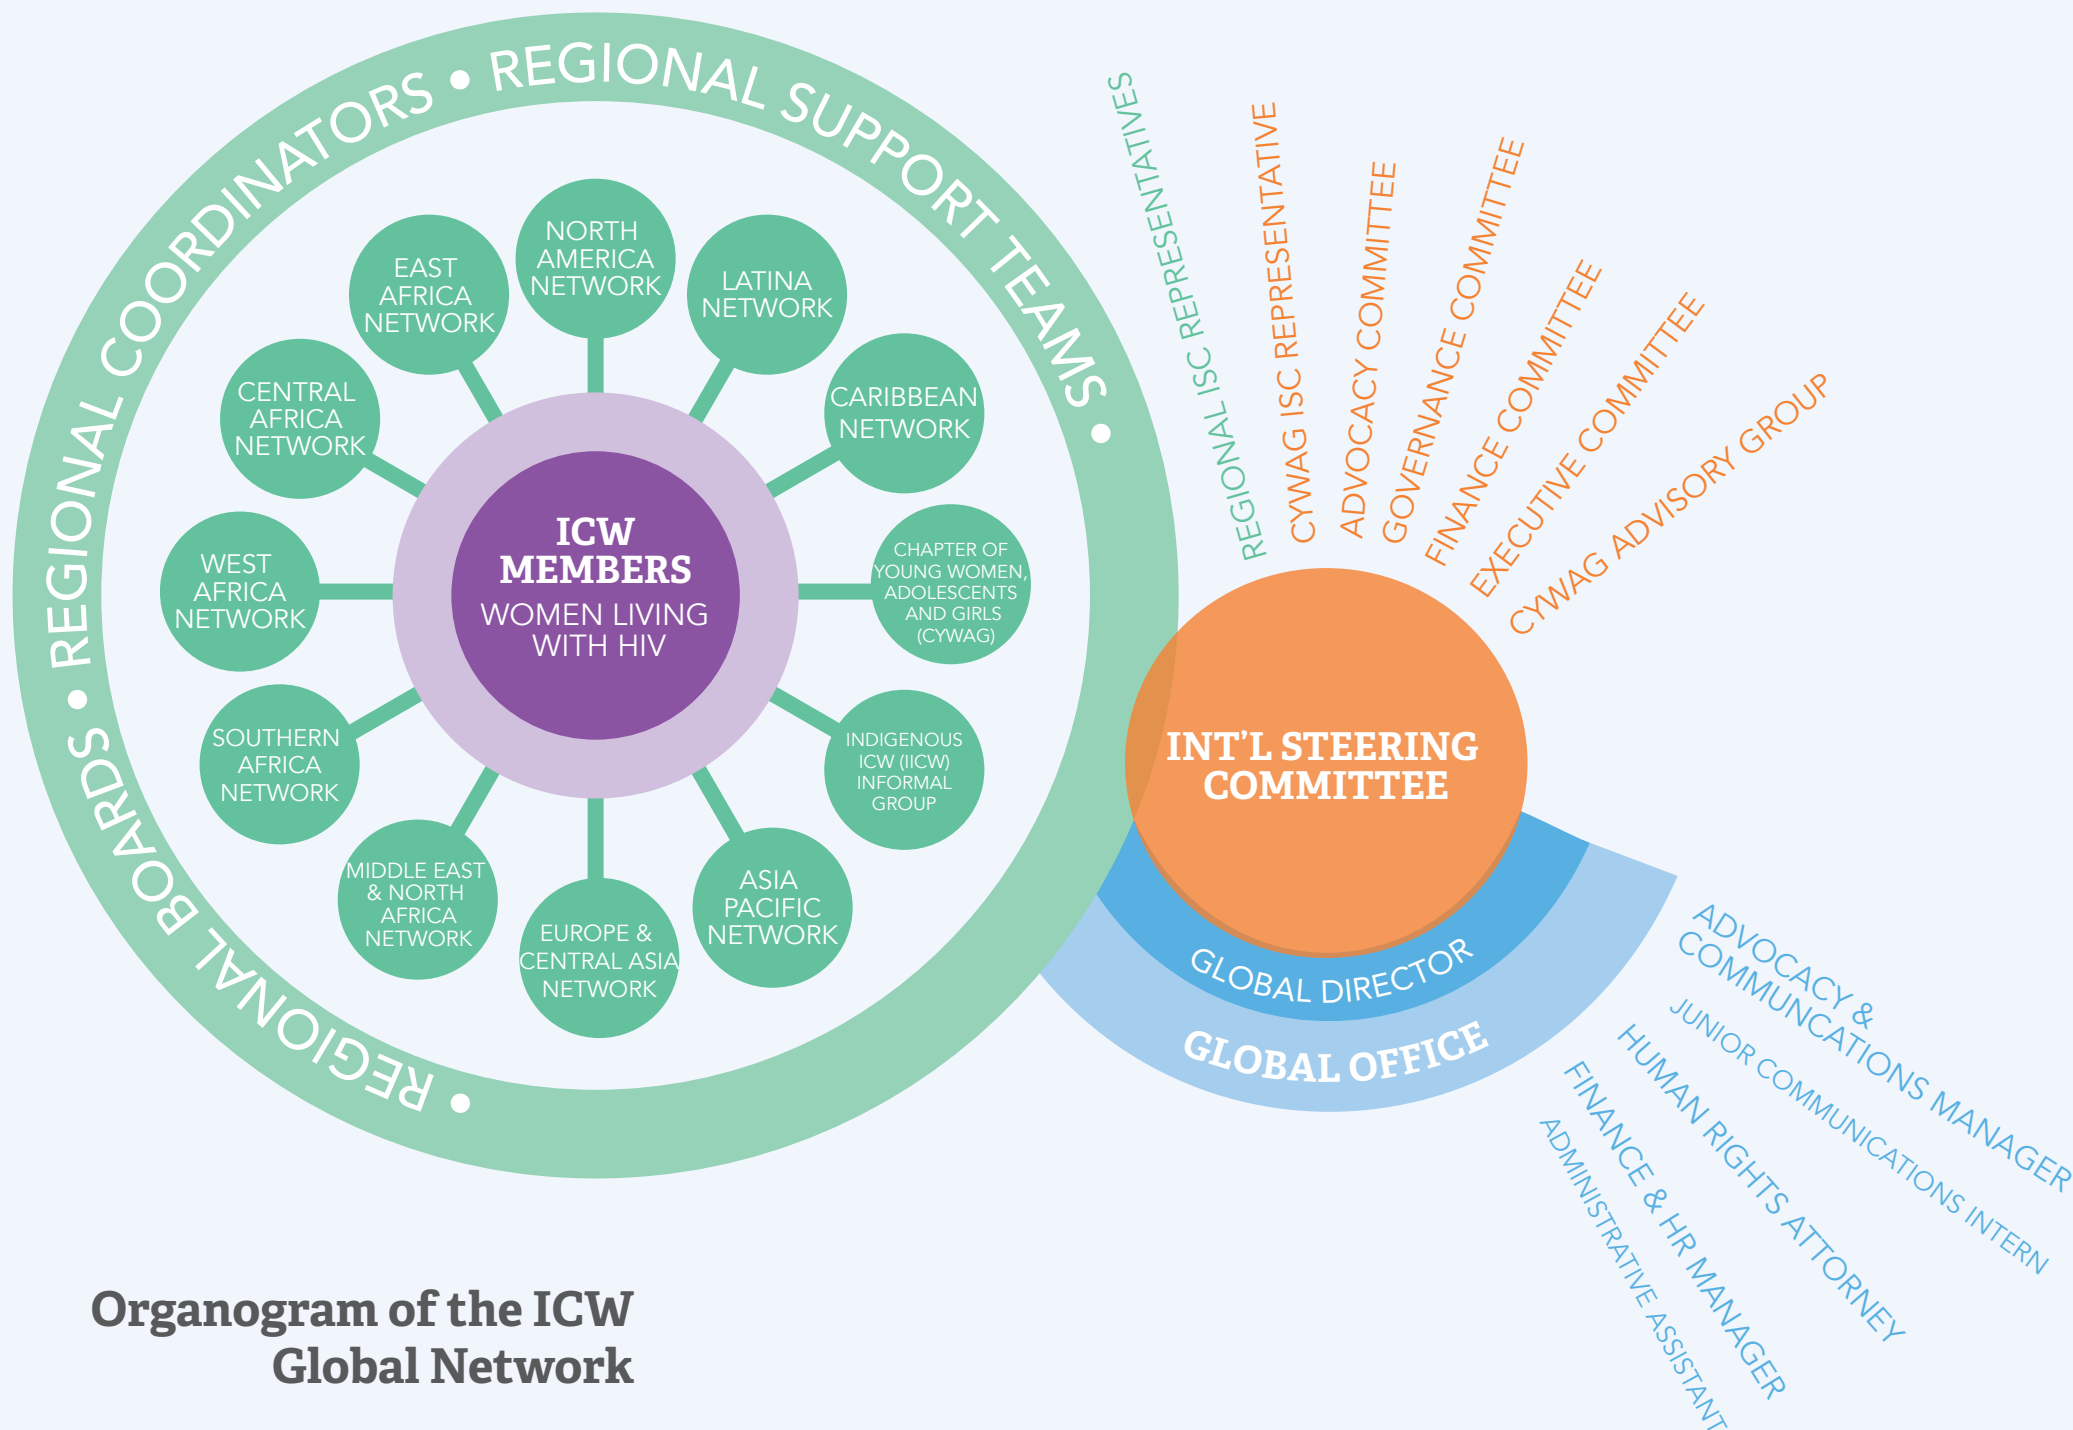 REGIONAL BOARDS • REGIONAL COORDINATORS • REGIONAL SUPPORT TEAMS •
NORTH
AMERICA
NETWORK
LATINA
NETWORK
CARIBBEAN
NETWORK
CHAPTER OF
YOUNG WOMEN,
ADOLESCENTS
AND GIRLS
(CYWAG)
INDIGENOUS
ICW (IICW)
INFORMAL
GROUP
ASIA
PACIFIC
NETWORK
EUROPE &
CENTRAL ASIA
NETWORK
MIDDLE EAST
& NORTH
AFRICA
NETWORK
SOUTHERN
AFRICA
NETWORK
WEST
AFRICA
NETWORK
CENTRAL
AFRICA
NETWORK
EAST
AFRICA
NETWORK
ICW
MEMBERS
WOMEN LIVING
WITH HIV
REGIONAL ISC REPRESENTATIVES
CYWAG ISC REPRESENTATIVE
ADVOCACY COMMITTEE
GOVERNANCE COMMITTEE
FINANCE COMMITTEE
EXECUTIVE COMMITTEE
CYWAG ADVISORY GROUP
INT'L STEERING
COMMITTEE
GLOBAL DIRECTOR
GLOBAL OFFICE
ADVOCACY &
COMMUNCATIONS MANAGER
JUNIOR COMMUNICATIONS INTERN
HUMAN RIGHTS ATTORNEY
FINANCE & HR MANAGER
ADMINISTRATIVE ASSISTANT
Organogram of the ICW
Global Network